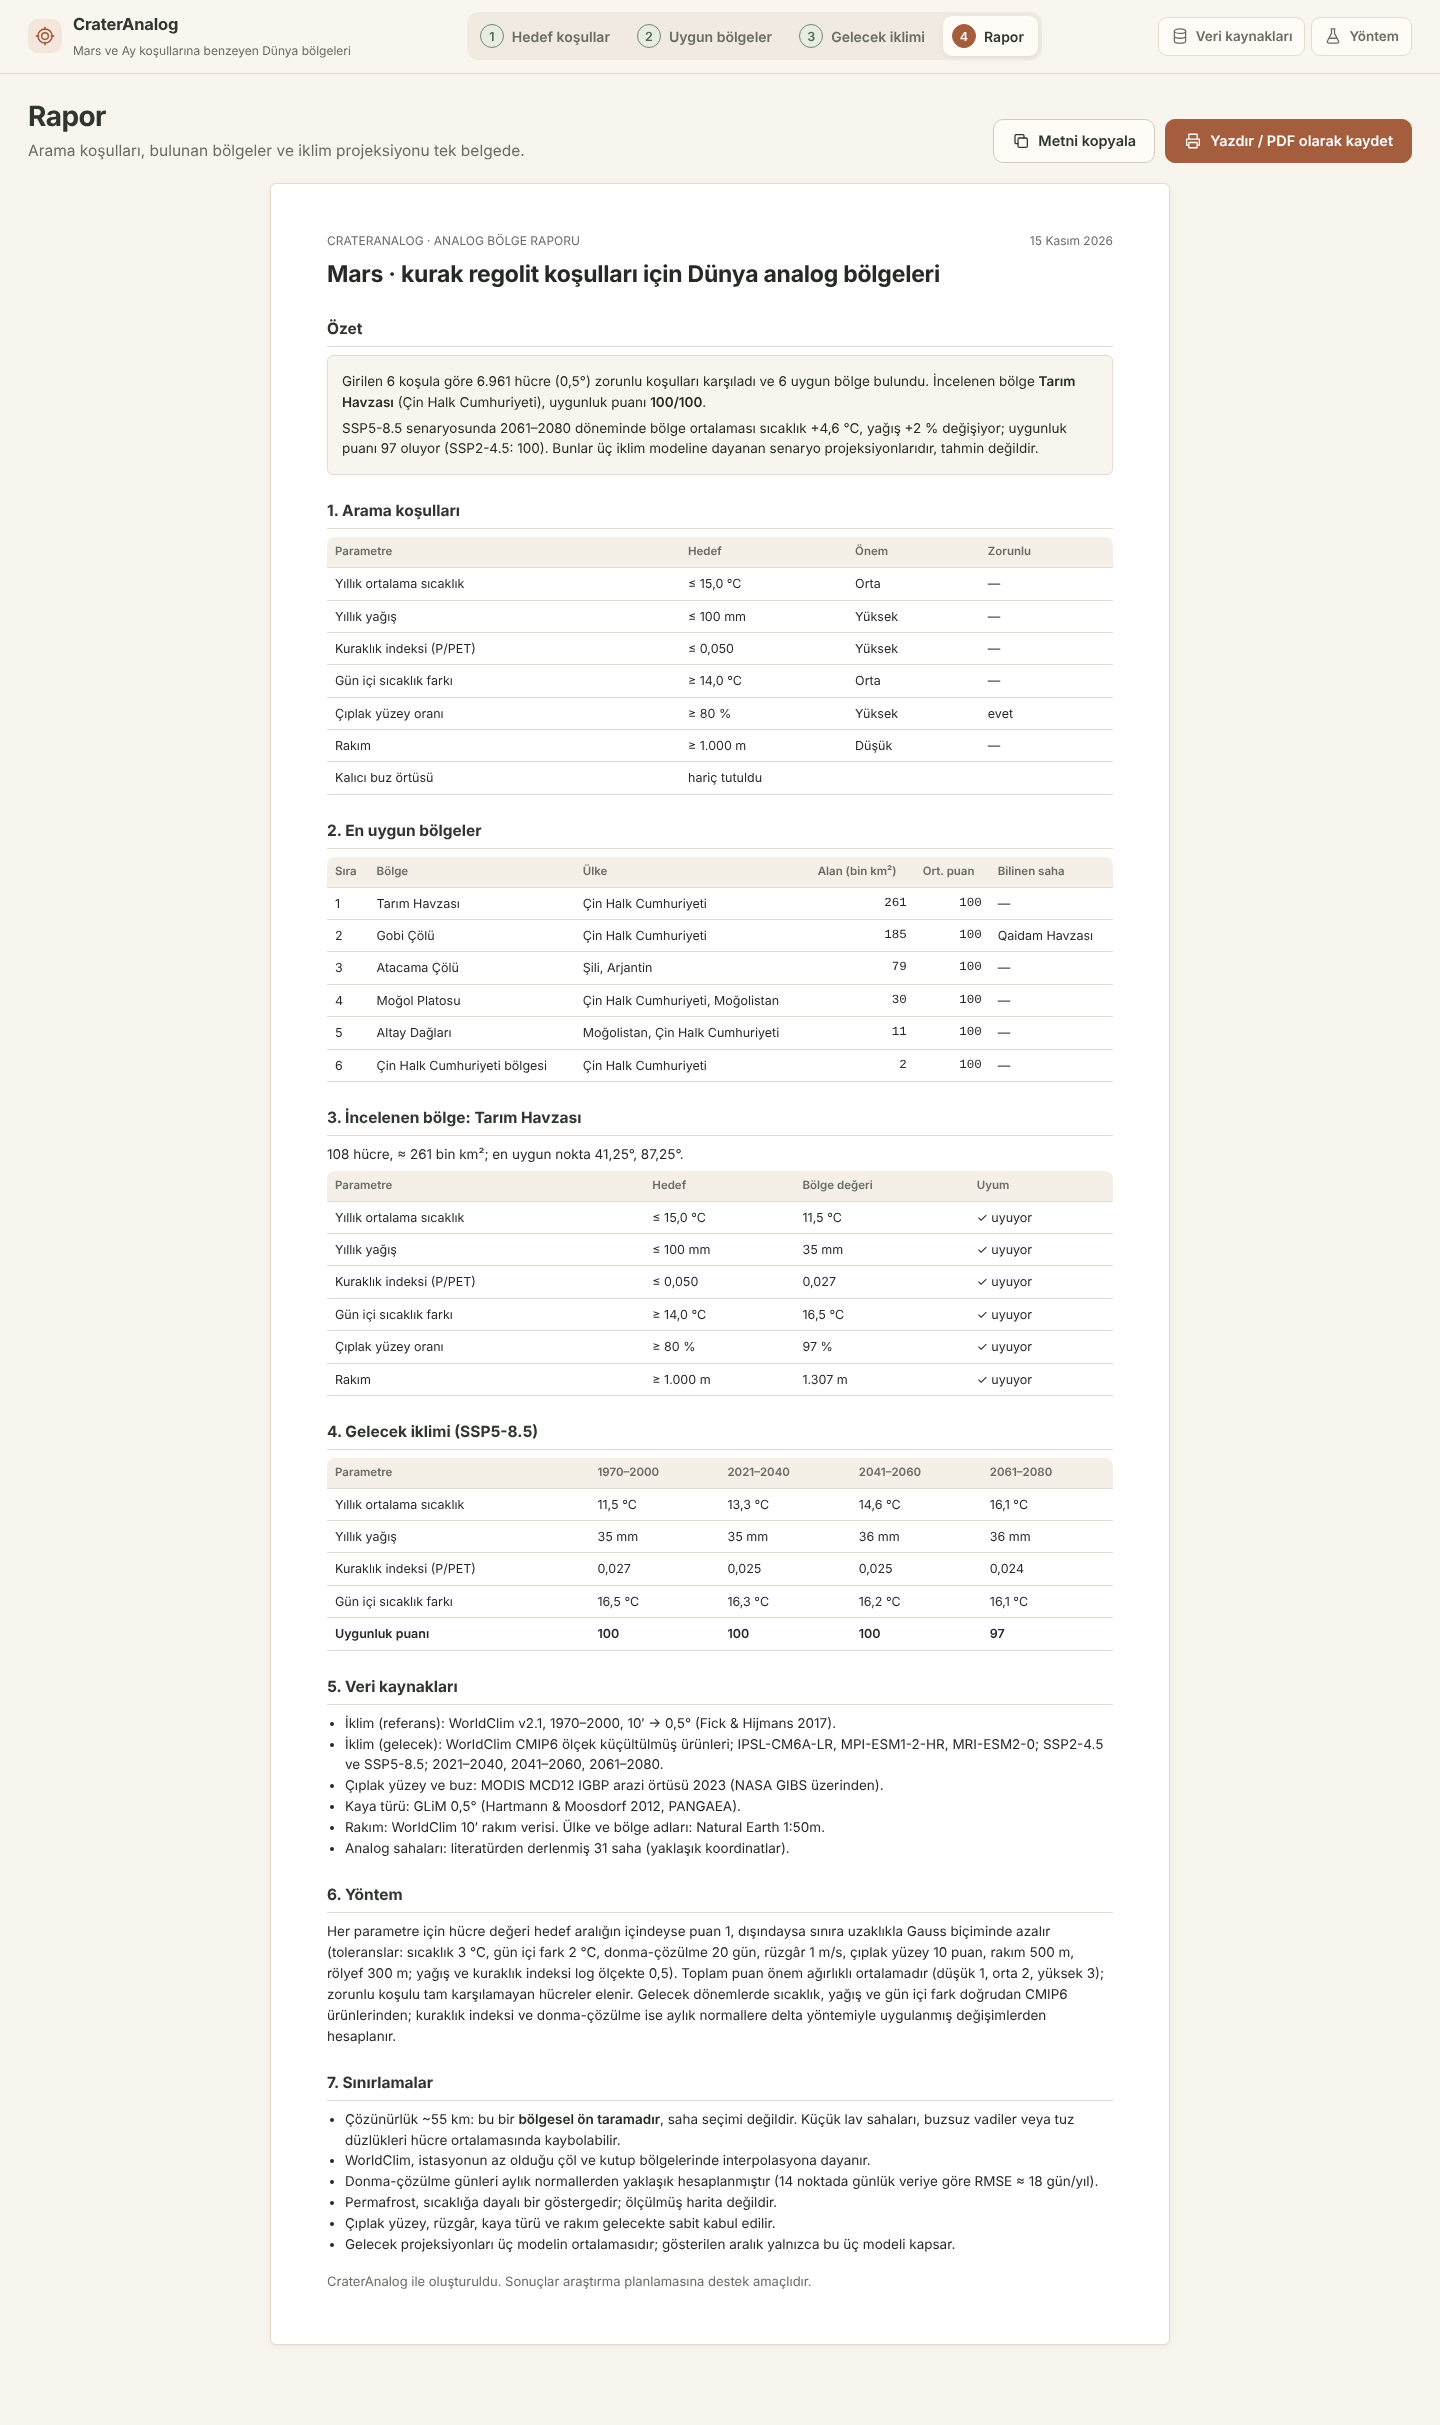 CraterAnalog
Mars ve Ay koşullarına benzeyen Dünya bölgeleri
1 Hedef koşullar
2 Uygun bölgeler
3 Gelecek iklimi
4 Rapor
Veri kaynakları
Yöntem
Rapor
Arama koşulları, bulunan bölgeler ve iklim projeksiyonu tek belgede.
Metni kopyala
Yazdır / PDF olarak kaydet
CRATERANALOG · ANALOG BÖLGE RAPORU 15 Kasım 2026
Mars · kurak regolit koşulları için Dünya analog bölgeleri
Özet
Girilen 6 koşula göre 6.961 hücre (0,5°) zorunlu koşulları karşıladı ve 6 uygun bölge bulundu. İncelenen bölge Tarım
Havzası (Çin Halk Cumhuriyeti), uygunluk puanı 100/100.
SSP5-8.5 senaryosunda 2061–2080 döneminde bölge ortalaması sıcaklık +4,6 °C, yağış +2 % değişiyor; uygunluk
puanı 97 oluyor (SSP2-4.5: 100). Bunlar üç iklim modeline dayanan senaryo projeksiyonlarıdır, tahmin değildir.
1. Arama koşulları
Parametre Hedef Önem Zorunlu
Yıllık ortalama sıcaklık ≤ 15,0 °C Orta —
Yıllık yağış ≤ 100 mm Yüksek —
Kuraklık indeksi (P/PET) ≤ 0,050 Yüksek —
Gün içi sıcaklık farkı ≥ 14,0 °C Orta —
Çıplak yüzey oranı ≥ 80 % Yüksek evet
Rakım ≥ 1.000 m Düşük —
Kalıcı buz örtüsü hariç tutuldu
2. En uygun bölgeler
Sıra Bölge Ülke Alan (bin km²) Ort. puan Bilinen saha
1 Tarım Havzası Çin Halk Cumhuriyeti 261 100 —
2 Gobi Çölü Çin Halk Cumhuriyeti 185 100 Qaidam Havzası
3 Atacama Çölü Şili, Arjantin 79 100 —
4 Moğol Platosu Çin Halk Cumhuriyeti, Moğolistan 30 100 —
5 Altay Dağları Moğolistan, Çin Halk Cumhuriyeti 11 100 —
6 Çin Halk Cumhuriyeti bölgesi Çin Halk Cumhuriyeti 2 100 —
3. İncelenen bölge: Tarım Havzası
108 hücre, ≈ 261 bin km²; en uygun nokta 41,25°, 87,25°.
Parametre Hedef Bölge değeri Uyum
Yıllık ortalama sıcaklık ≤ 15,0 °C 11,5 °C ✓ uyuyor
Yıllık yağış ≤ 100 mm 35 mm ✓ uyuyor
Kuraklık indeksi (P/PET) ≤ 0,050 0,027 ✓ uyuyor
Gün içi sıcaklık farkı ≥ 14,0 °C 16,5 °C ✓ uyuyor
Çıplak yüzey oranı ≥ 80 % 97 % ✓ uyuyor
Rakım ≥ 1.000 m 1.307 m ✓ uyuyor
4. Gelecek iklimi (SSP5-8.5)
Parametre 1970–2000 2021–2040 2041–2060 2061–2080
Yıllık ortalama sıcaklık 11,5 °C 13,3 °C 14,6 °C 16,1 °C
Yıllık yağış 35 mm 35 mm 36 mm 36 mm
Kuraklık indeksi (P/PET) 0,027 0,025 0,025 0,024
Gün içi sıcaklık farkı 16,5 °C 16,3 °C 16,2 °C 16,1 °C
Uygunluk puanı 100 100 100 97
5. Veri kaynakları
• İklim (referans): WorldClim v2.1, 1970–2000, 10′ → 0,5° (Fick & Hijmans 2017).
• İklim (gelecek): WorldClim CMIP6 ölçek küçültülmüş ürünleri; IPSL-CM6A-LR, MPI-ESM1-2-HR, MRI-ESM2-0; SSP2-4.5
ve SSP5-8.5; 2021–2040, 2041–2060, 2061–2080.
• Çıplak yüzey ve buz: MODIS MCD12 IGBP arazi örtüsü 2023 (NASA GIBS üzerinden).
• Kaya türü: GLiM 0,5° (Hartmann & Moosdorf 2012, PANGAEA).
• Rakım: WorldClim 10′ rakım verisi. Ülke ve bölge adları: Natural Earth 1:50m.
• Analog sahaları: literatürden derlenmiş 31 saha (yaklaşık koordinatlar).
6. Yöntem
Her parametre için hücre değeri hedef aralığın içindeyse puan 1, dışındaysa sınıra uzaklıkla Gauss biçiminde azalır
(toleranslar: sıcaklık 3 °C, gün içi fark 2 °C, donma-çözülme 20 gün, rüzgâr 1 m/s, çıplak yüzey 10 puan, rakım 500 m,
rölyef 300 m; yağış ve kuraklık indeksi log ölçekte 0,5). Toplam puan önem ağırlıklı ortalamadır (düşük 1, orta 2, yüksek 3);
zorunlu koşulu tam karşılamayan hücreler elenir. Gelecek dönemlerde sıcaklık, yağış ve gün içi fark doğrudan CMIP6
ürünlerinden; kuraklık indeksi ve donma-çözülme ise aylık normallere delta yöntemiyle uygulanmış değişimlerden
hesaplanır.
7. Sınırlamalar
• Çözünürlük ~55 km: bu bir bölgesel ön taramadır, saha seçimi değildir. Küçük lav sahaları, buzsuz vadiler veya tuz
düzlükleri hücre ortalamasında kaybolabilir.
• WorldClim, istasyonun az olduğu çöl ve kutup bölgelerinde interpolasyona dayanır.
• Donma-çözülme günleri aylık normallerden yaklaşık hesaplanmıştır (14 noktada günlük veriye göre RMSE ≈ 18 gün/yıl).
• Permafrost, sıcaklığa dayalı bir göstergedir; ölçülmüş harita değildir.
• Çıplak yüzey, rüzgâr, kaya türü ve rakım gelecekte sabit kabul edilir.
• Gelecek projeksiyonları üç modelin ortalamasıdır; gösterilen aralık yalnızca bu üç modeli kapsar.
CraterAnalog ile oluşturuldu. Sonuçlar araştırma planlamasına destek amaçlıdır.